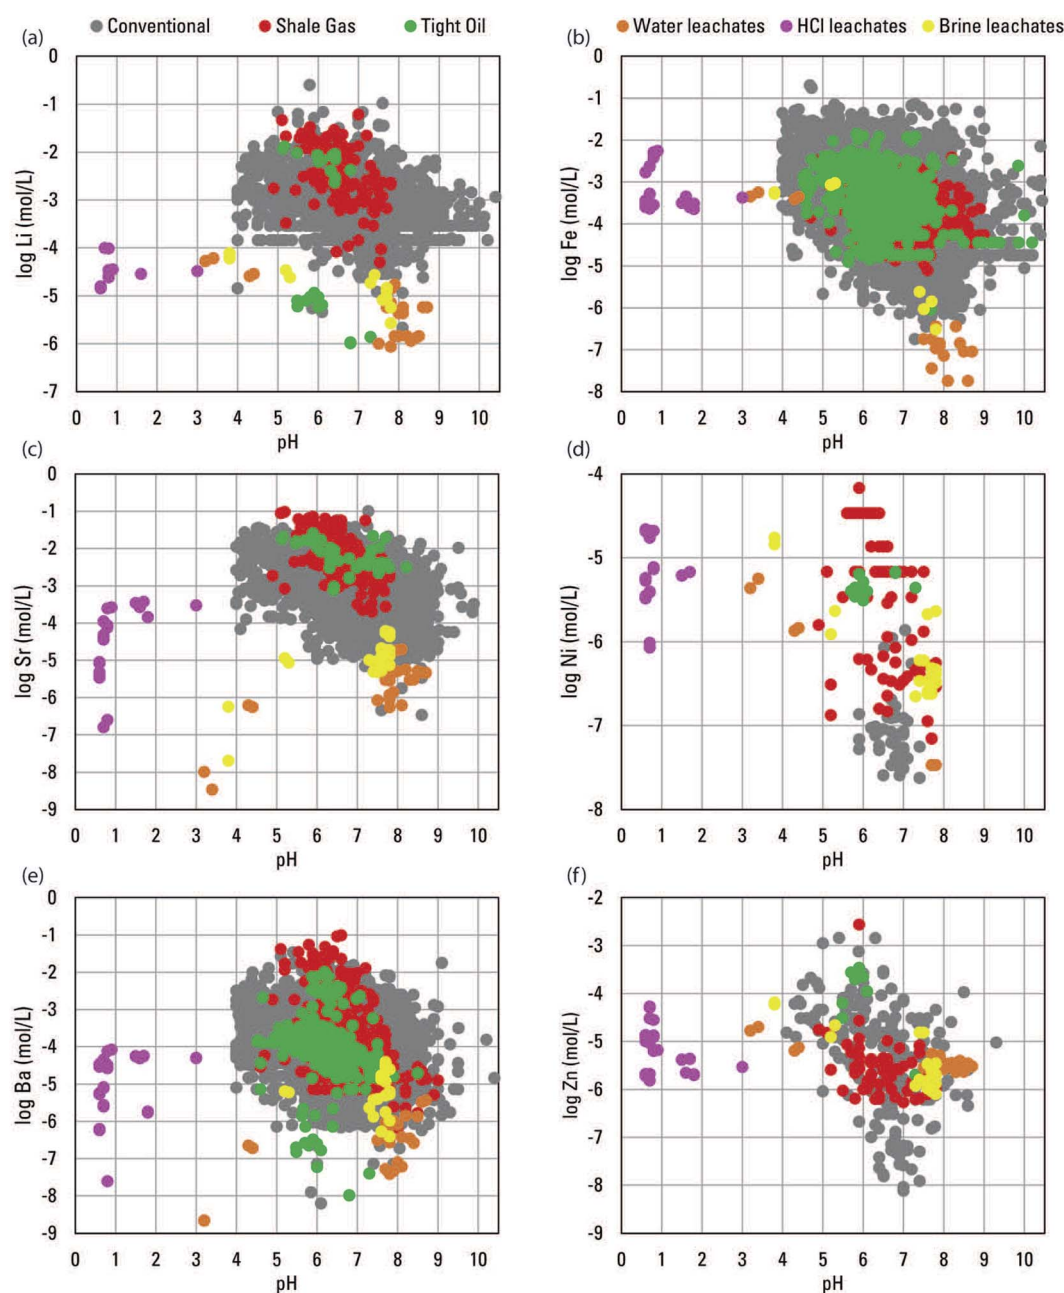 (a) Conventional Shale Gas Tight Oil (b) Water leachates HCl leachates Brine leachates
0
-1
-2
-3
-4
-5
-6
-7
log Li (mol/L)
0 1 2 3 4 5 6 7 8 9 10
pH
0
-1
-2
-3
-4
-5
-6
-7
-8
log Fe (mol/L)
0 1 2 3 4 5 6 7 8 9 10
pH
(c)
0
-1
-2
-3
-4
-5
-6
-7
-8
-9
log Sr (mol/L)
0 1 2 3 4 5 6 7 8 9 10
pH
(d)
-4
-5
-6
-7
-8
log Ni (mol/L)
0 1 2 3 4 5 6 7 8 9 10
pH
(e)
0
-1
-2
-3
-4
-5
-6
-7
-8
-9
log Ba (mol/L)
0 1 2 3 4 5 6 7 8 9 10
pH
(f)
-2
-3
-4
-5
-6
-7
-8
-9
log Zn (mol/L)
0 1 2 3 4 5 6 7 8 9 10
pH